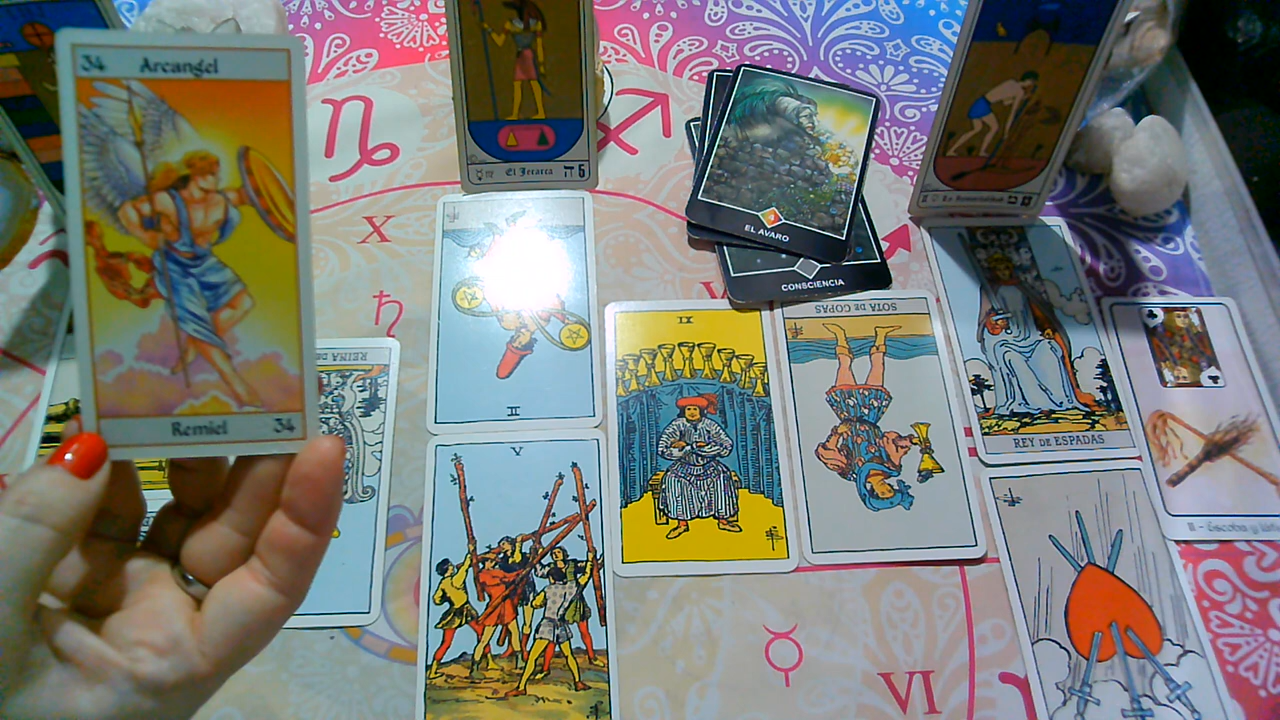 34 Arcangel
Remiel 34
El Jerarca 5
EL AVARO
CONSCIENCIA
X
II
IX
SOTA DE COPAS
REY DE ESPADAS
REINA DE
V
VI